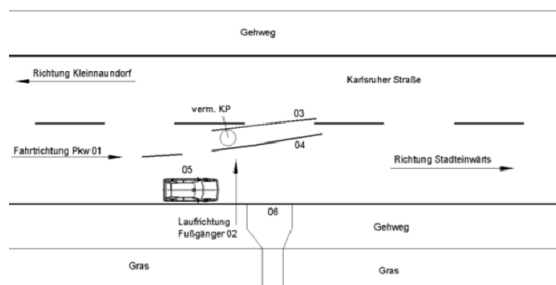 Gehweg
Richtung Kleinnaundorf
Karlsruher Straße
verm. KP
03
04
Fahrtrichtung Pkw 01
Richtung Stadteinwärts
05
06
Laufrichtung
Fußgänger 02
Gehweg
Gras
Gras